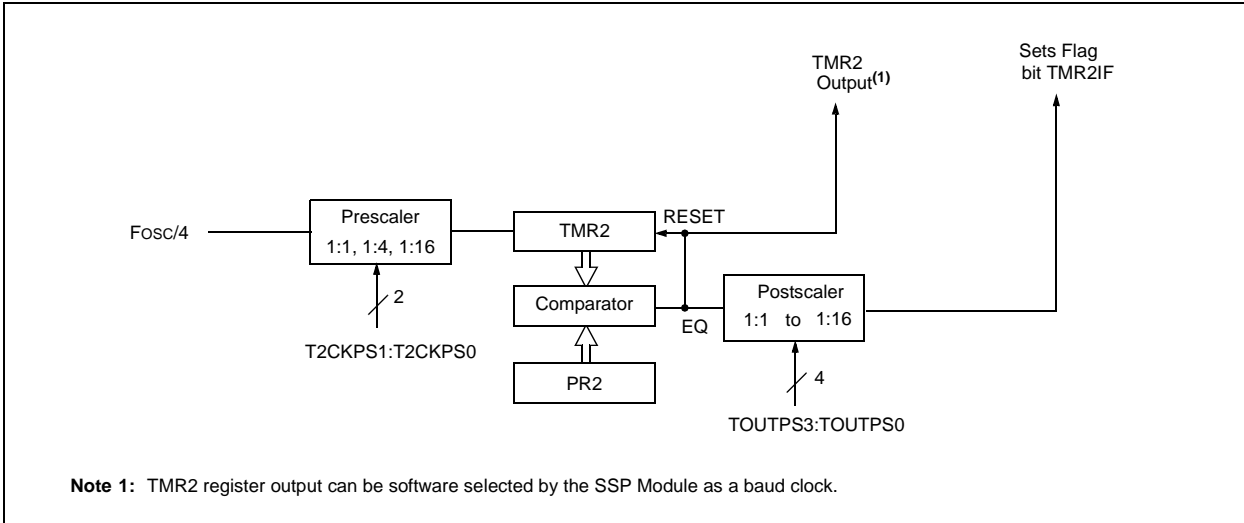 TMR2
Output(1)
Sets Flag
bit TMR2IF
FOSC/4
Prescaler
1:1, 1:4, 1:16
2
T2CKPS1:T2CKPS0
TMR2
RESET
Comparator
EQ
PR2
Postscaler
1:1 to 1:16
4
TOUTPS3:TOUTPS0
Note 1: TMR2 register output can be software selected by the SSP Module as a baud clock.